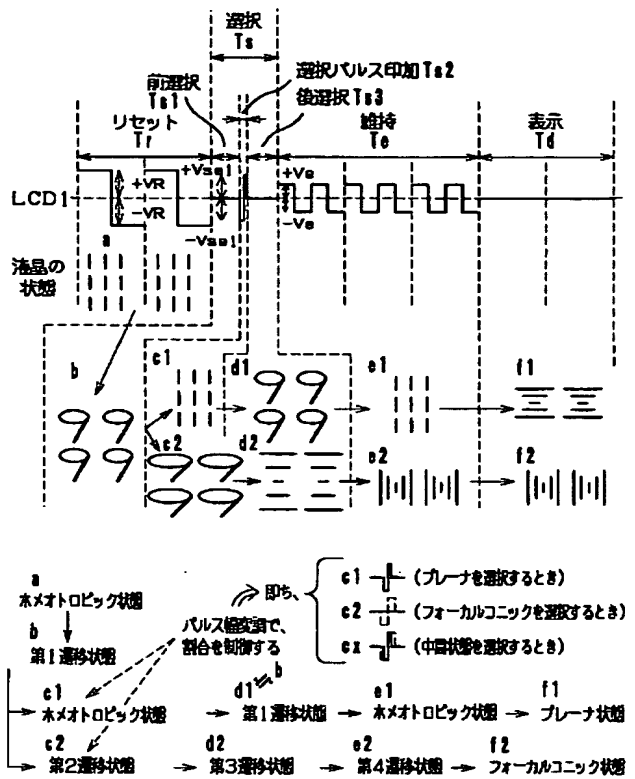 選択
Ts
前選択
Ts1
選択パルス印加Ts2
後選択Ts3
リセット
Tr
維持
Te
表示
Td
LCD1
+VR
-VR
+Vsel
-Vsel
+Ve
-Ve
a
液晶の
状態
b
c1
d1
e1
f1
c2
d2
e2
f2
a
ホメオトロピック状態
b
第1遷移状態
パルス幅変調で、
割合を制御する
即ち、
c1 (プレーナを選択するとき)
c2 (フォーカルコニックを選択するとき)
cx (中間状態を選択するとき)
c1 d1=b e1 f1
ホメオトロピック状態 → 第1遷移状態 → ホメオトロピック状態 → プレーナ状態
c2 d2 e2 f2
第2遷移状態 → 第3遷移状態 → 第4遷移状態 → フォーカルコニック状態